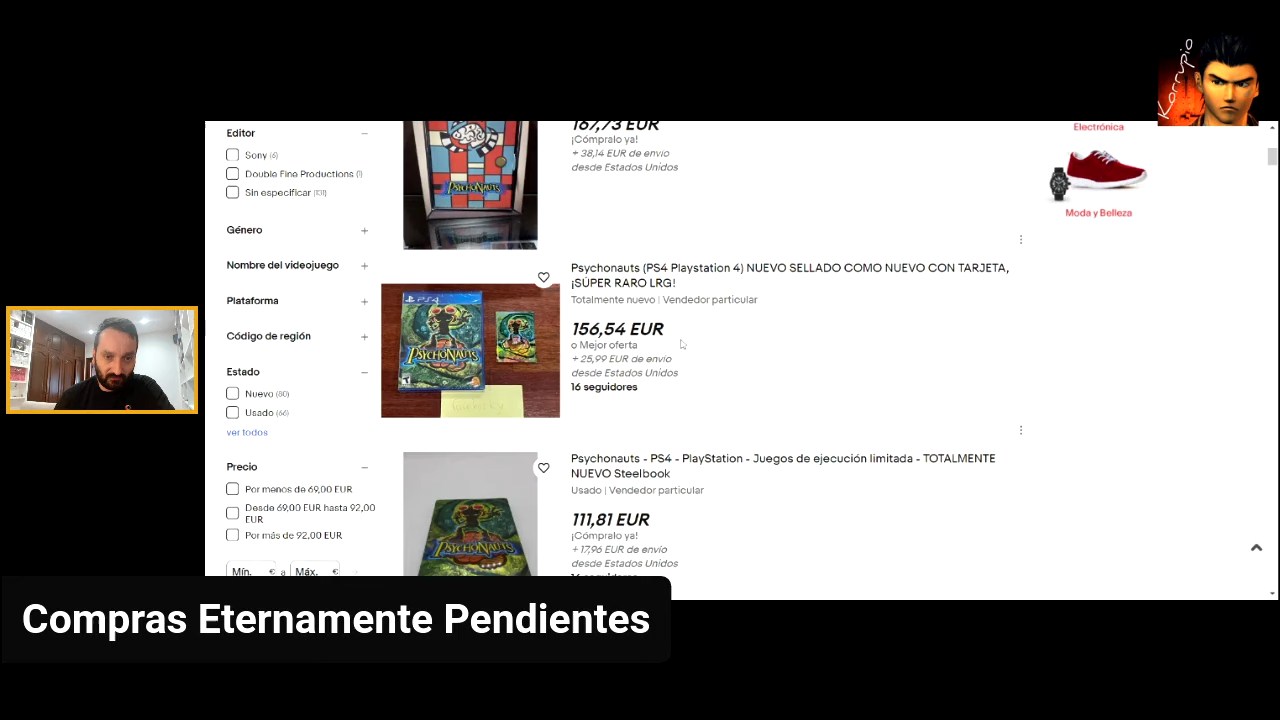 Korrupio
Editor
Sony (6)
Double Fine Productions (1)
Sin especificar (131)
Género
Nombre del videojuego
Plataforma
Código de región
Estado
Nuevo (80)
Usado (66)
ver todos
Precio
Por menos de 69,00 EUR
Desde 69,00 EUR hasta 92,00
EUR
Por más de 92,00 EUR
Mín. € a Máx. €
PSYCHONAUTS
167,73 EUR
¡Cómpralo ya!
+ 38,14 EUR de envío
desde Estados Unidos
Electrónica
Moda y Belleza
PS4
PSYCHONAUTS
Psychonauts (PS4 Playstation 4) NUEVO SELLADO COMO NUEVO CON TARJETA,
¡SÚPER RARO LRG!
Totalmente nuevo | Vendedor particular
156,54 EUR
o Mejor oferta
+ 25,99 EUR de envío
desde Estados Unidos
16 seguidores
PSYCHONAUTS
Psychonauts - PS4 - PlayStation - Juegos de ejecución limitada - TOTALMENTE
NUEVO Steelbook
Usado | Vendedor particular
111,81 EUR
¡Cómpralo ya!
+ 17,96 EUR de envío
desde Estados Unidos
Compras Eternamente Pendientes